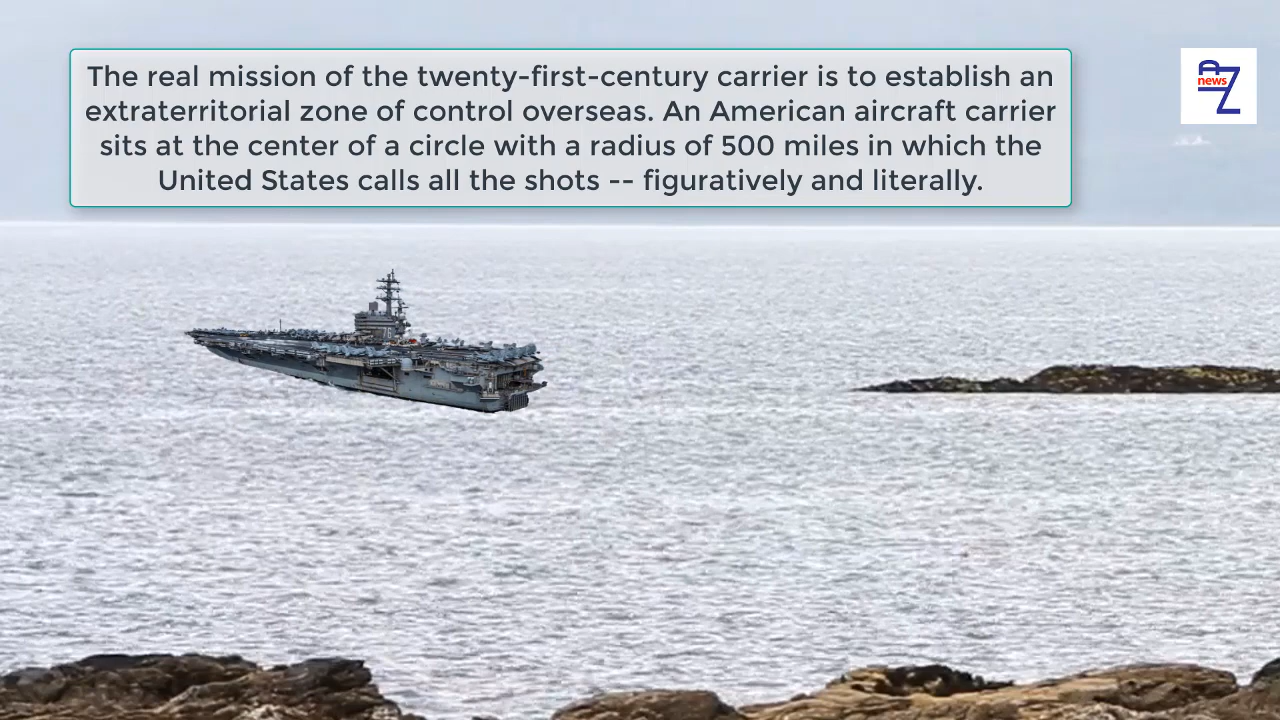 The real mission of the twenty-first-century carrier is to establish an
extraterritorial zone of control overseas. An American aircraft carrier
sits at the center of a circle with a radius of 500 miles in which the
United States calls all the shots -- figuratively and literally.
A
news
Z